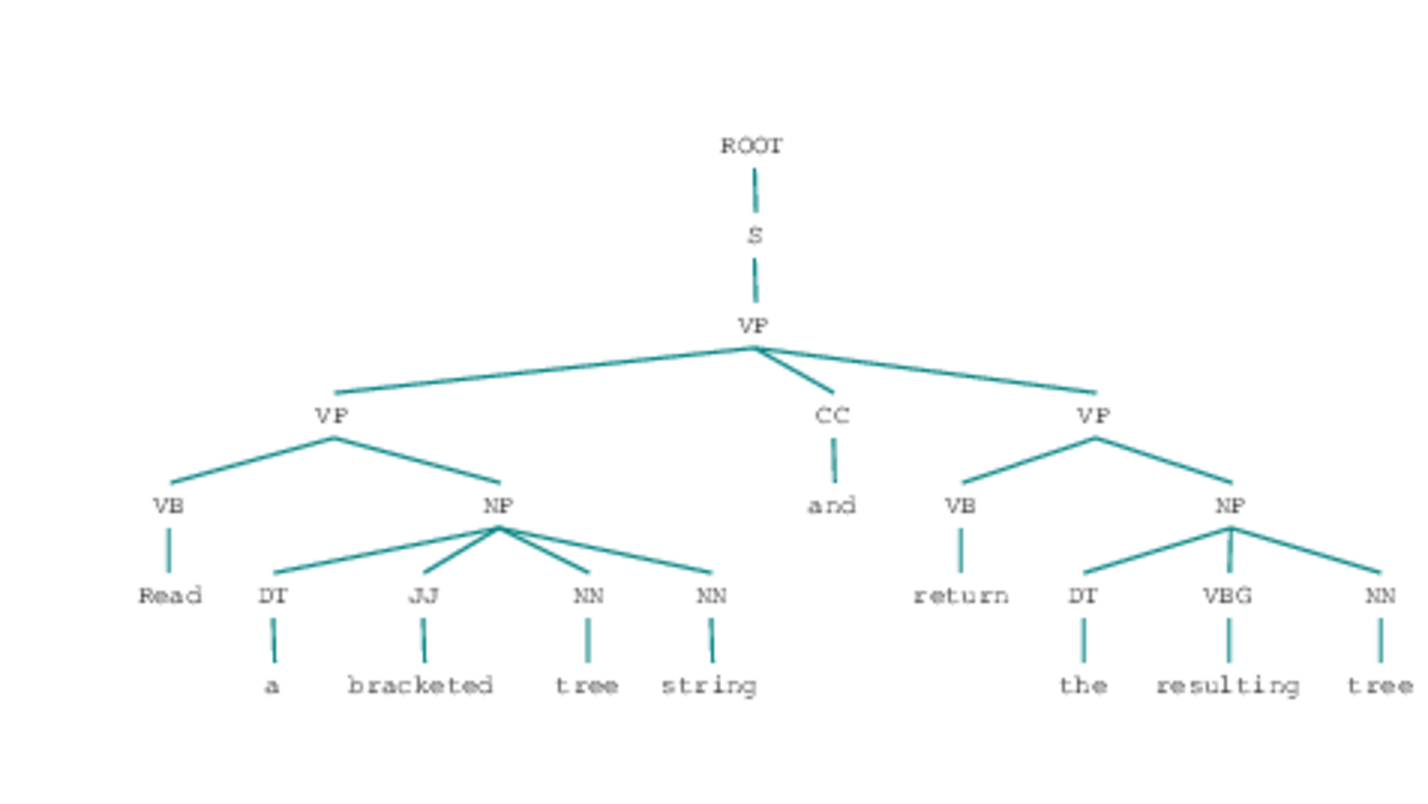 ROOT
S
VP
VP CC VP
VB NP and VB NP
Read DT JJ NN NN return DT VBG NN
a bracketed tree string the resulting tree